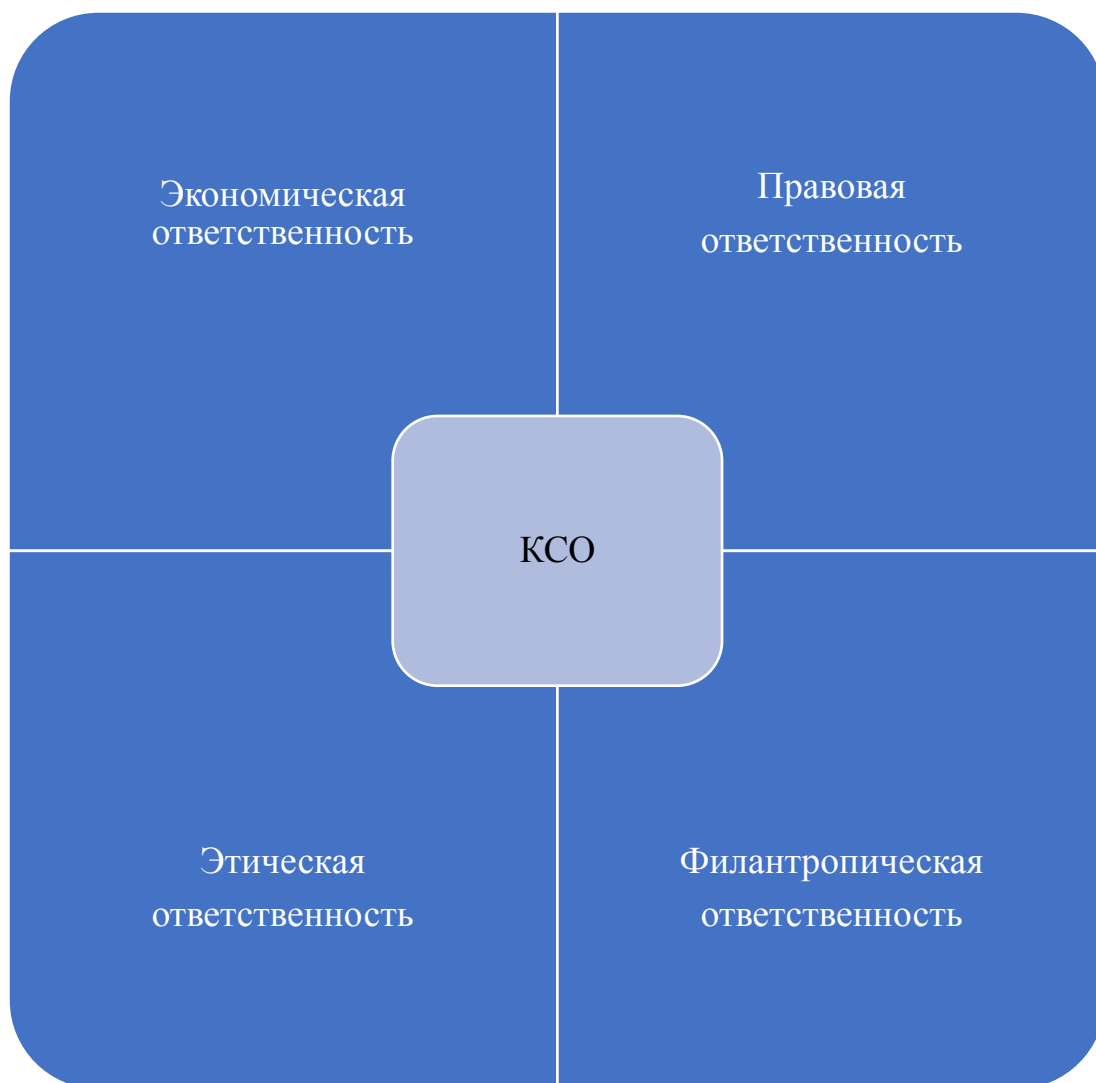 Экономическая
ответственность
Правовая
ответственность
КСО
Этическая
ответственность
Филантропическая
ответственность